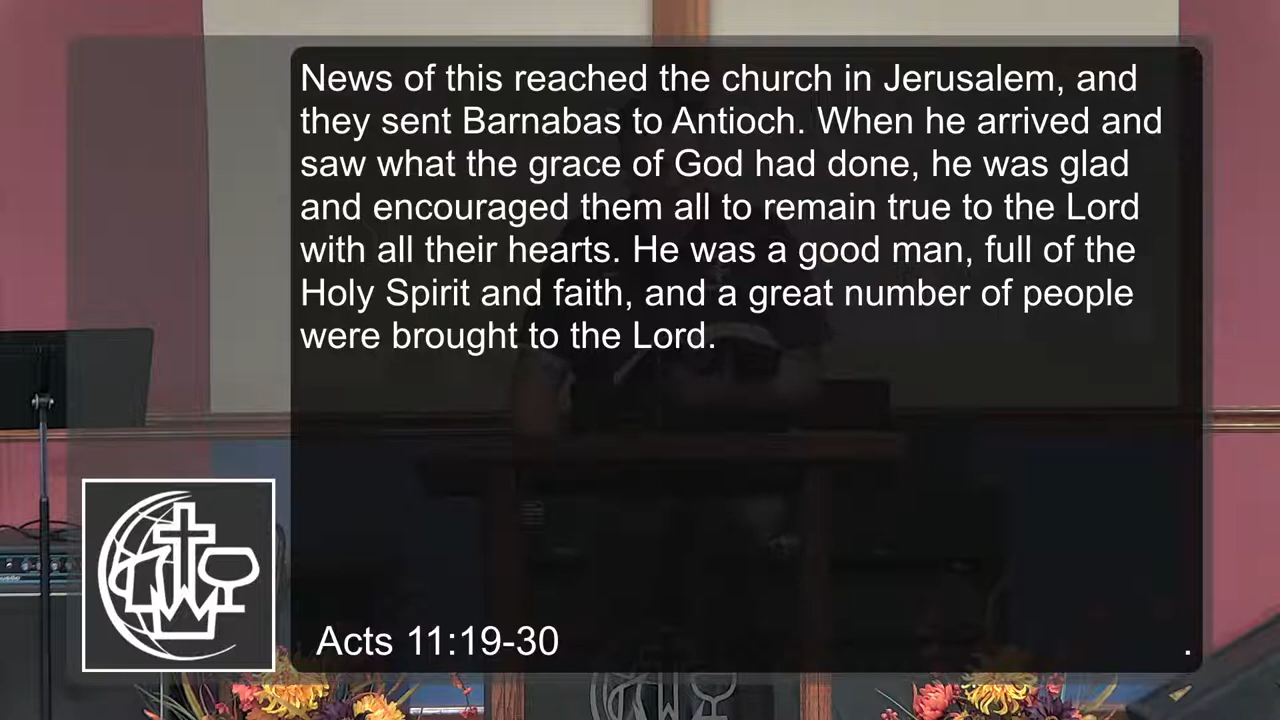 News of this reached the church in Jerusalem, and
they sent Barnabas to Antioch. When he arrived and
saw what the grace of God had done, he was glad
and encouraged them all to remain true to the Lord
with all their hearts. He was a good man, full of the
Holy Spirit and faith, and a great number of people
were brought to the Lord.
Acts 11:19-30 .